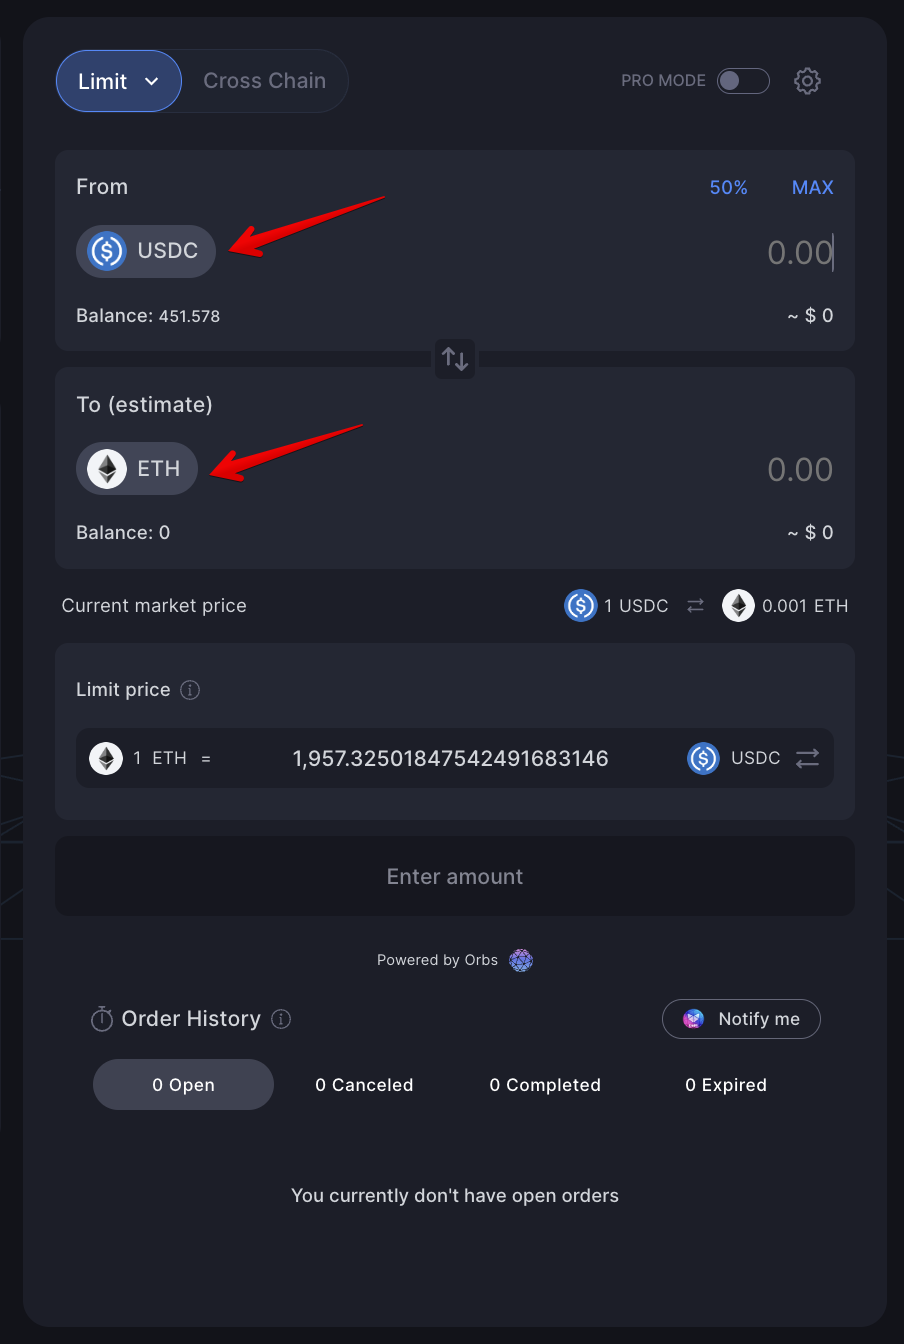 Limit Cross Chain PRO MODE
From 50% MAX
USDC 0.00
Balance: 451.578 ~ $ 0
To (estimate)
ETH 0.00
Balance: 0 ~ $ 0
Current market price 1 USDC 0.001 ETH
Limit price
1 ETH = 1,957.32501847542491683146 USDC
Enter amount
Powered by Orbs
Order History Notify me
0 Open 0 Canceled 0 Completed 0 Expired
You currently don't have open orders